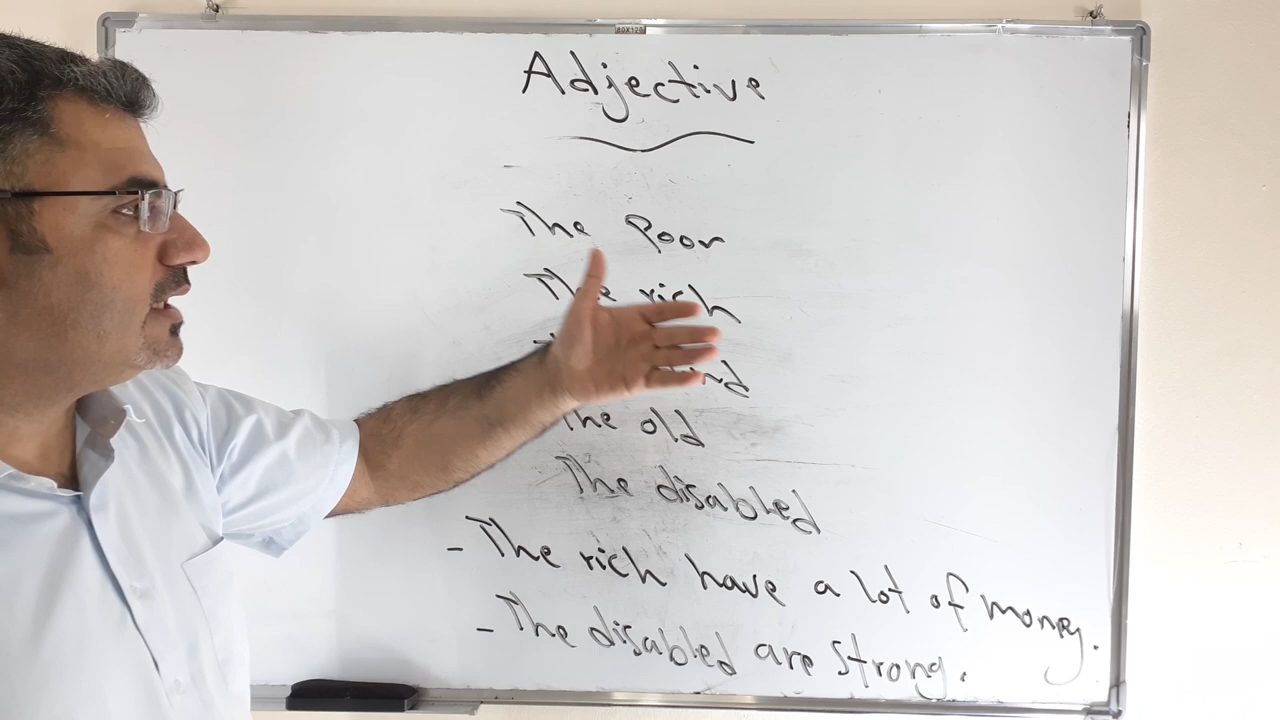 60X120
Adjective
The Poor
The rich
The old
The disabled
- The rich have a lot of money.
- The disabled are strong.